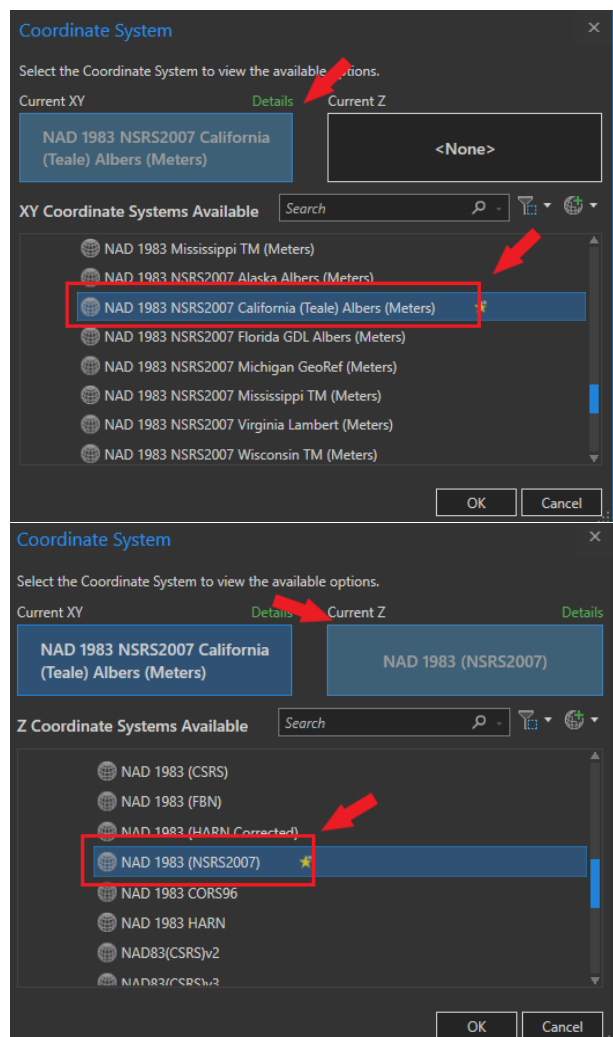 Coordinate System
Select the Coordinate System to view the available options.
Current XY Details Current Z
NAD 1983 NSRS2007 California
(Teale) Albers (Meters)
<None>
XY Coordinate Systems Available Search
NAD 1983 Mississippi TM (Meters)
NAD 1983 NSRS2007 Alaska Albers (Meters)
NAD 1983 NSRS2007 California (Teale) Albers (Meters)
NAD 1983 NSRS2007 Florida GDL Albers (Meters)
NAD 1983 NSRS2007 Michigan GeoRef (Meters)
NAD 1983 NSRS2007 Mississippi TM (Meters)
NAD 1983 NSRS2007 Virginia Lambert (Meters)
NAD 1983 NSRS2007 Wisconsin TM (Meters)
OK Cancel
Coordinate System
Select the Coordinate System to view the available options.
Current XY Details Current Z Details
NAD 1983 NSRS2007 California
(Teale) Albers (Meters)
NAD 1983 (NSRS2007)
Z Coordinate Systems Available Search
NAD 1983 (CSRS)
NAD 1983 (FBN)
NAD 1983 (HARN Corrected)
NAD 1983 (NSRS2007)
NAD 1983 CORS96
NAD 1983 HARN
NAD83(CSRS)v2
NAD83(CSRS)v3
OK Cancel